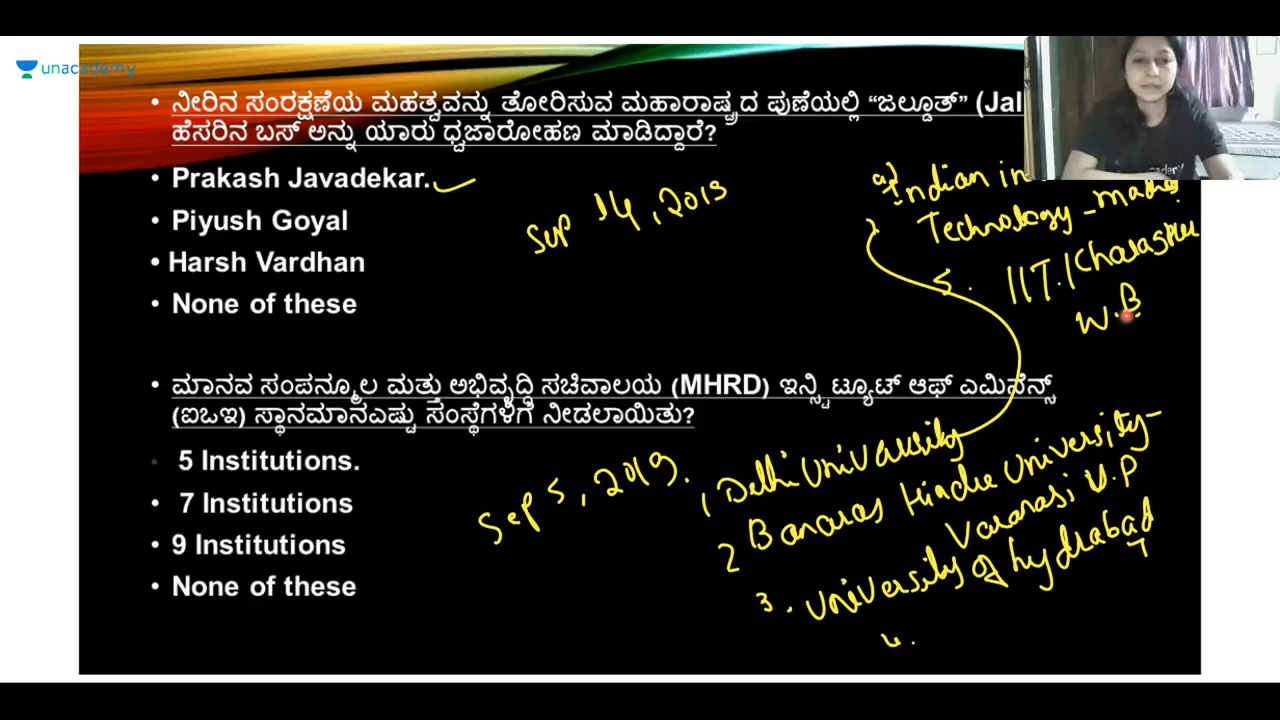 unacademy
• ನೀರಿನ ಸಂರಕ್ಷಣೆಯ ಮಹತ್ವವನ್ನು ತೋರಿಸುವ ಮಹಾರಾಷ್ಟ್ರದ ಪುಣೆಯಲ್ಲಿ “ಜಲ್ದೂತ್” (Jal
ಹೆಸರಿನ ಬಸ್ ಅನ್ನು ಯಾರು ಧ್ವಜಾರೋಹಣ ಮಾಡಿದ್ದಾರೆ?
• Prakash Javadekar.
• Piyush Goyal
• Harsh Vardhan
• None of these
Sep 14, 2019
4) Indian in
Technology - madras
5. IIT. Kharagpur
W.B
• ಮಾನವ ಸಂಪನ್ಮೂಲ ಮತ್ತು ಅಭಿವೃದ್ಧಿ ಸಚಿವಾಲಯ (MHRD) ಇನ್ಸ್ಟಿಟ್ಯೂಟ್ ಆಫ್ ಎಮಿನೆನ್ಸ್
(ಐಒಇ) ಸ್ಥಾನಮಾನಎಷ್ಟು ಸಂಸ್ಥೆಗಳಿಗೆ ನೀಡಲಾಯಿತು?
• 5 Institutions.
• 7 Institutions
• 9 Institutions
• None of these
Sep 5, 2019.
1 Delhi University
2 Banaras Hindu University -
Varanasi U.P
3. University of hydrabad
T
4.